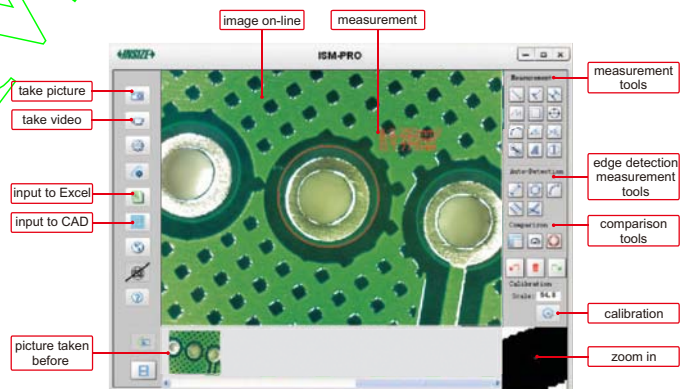 image on-line
measurement
INSIZE
ISM-PRO
take picture
take video
input to Excel
input to CAD
picture taken
before
Measurement
measurement
tools
Auto-Detection
edge detection
measurement
tools
Comparison
comparison
tools
Calibration
Scale:
calibration
zoom in